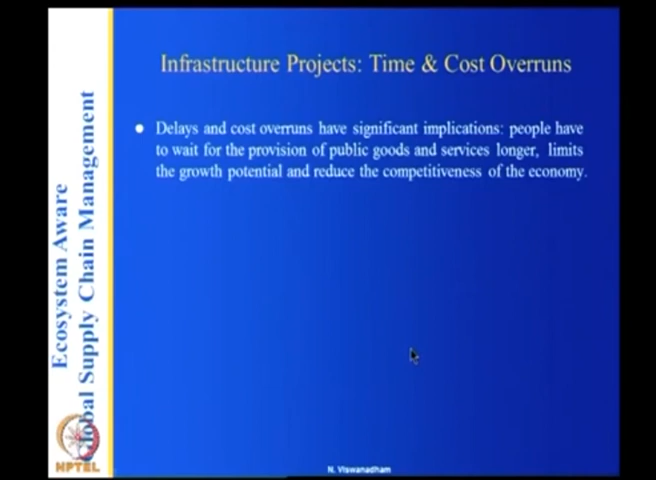 Infrastructure Projects: Time & Cost Overruns
Delays and cost overruns have significant implications: people have
to wait for the provision of public goods and services longer, limits
the growth potential and reduce the competitiveness of the economy.
Ecosystem Aware
Global Supply Chain Management
NPTEL
N. Viswanadham